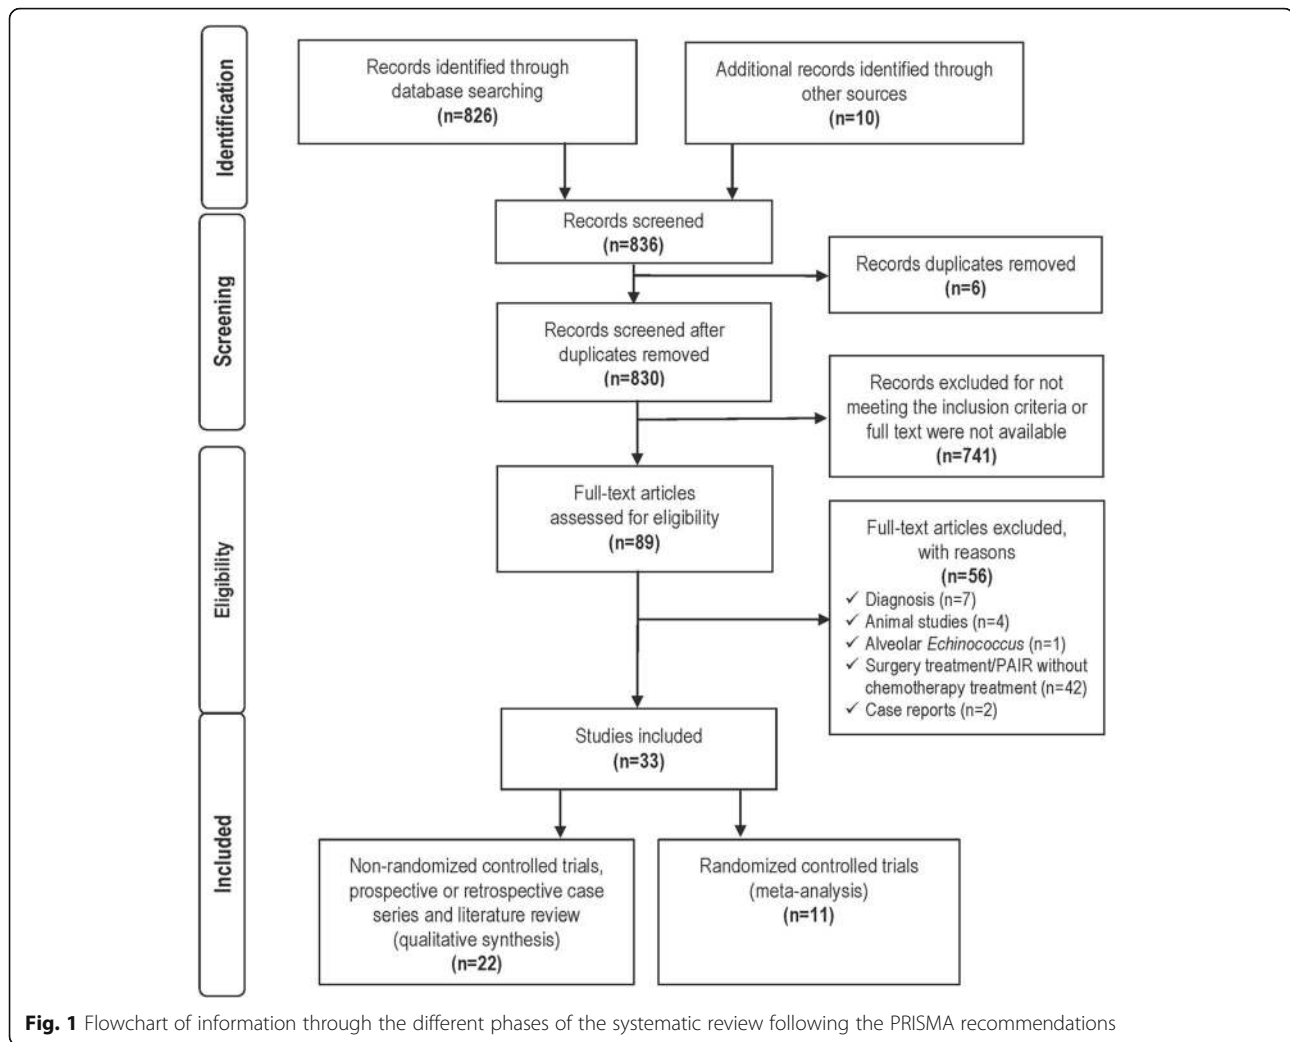 Identification
Records identified through
database searching
(n=826)
Additional records identified through
other sources
(n=10)
Screening
Records screened
(n=836)
Records duplicates removed
(n=6)
Records screened after
duplicates removed
(n=830)
Records excluded for not
meeting the inclusion criteria or
full text were not available
(n=741)
Eligibility
Full-text articles
assessed for eligibility
(n=89)
Full-text articles excluded,
with reasons
(n=56)
✓ Diagnosis (n=7)
✓ Animal studies (n=4)
✓ Alveolar Echinococcus (n=1)
✓ Surgery treatment/PAIR without
chemotherapy treatment (n=42)
✓ Case reports (n=2)
Included
Studies included
(n=33)
Non-randomized controlled trials,
prospective or retrospective case
series and literature review
(qualitative synthesis)
(n=22)
Randomized controlled trials
(meta-analysis)
(n=11)
Fig. 1 Flowchart of information through the different phases of the systematic review following the PRISMA recommendations